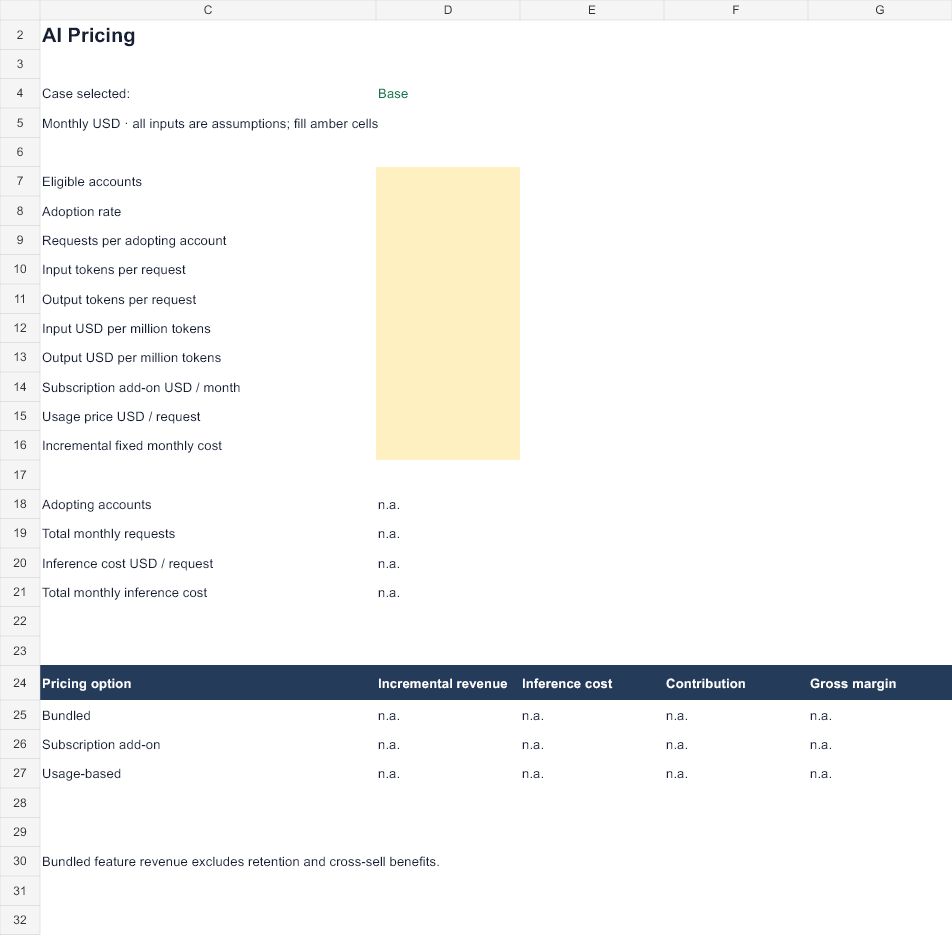 C D E F G
2 AI Pricing
3
4 Case selected: Base
5 Monthly USD · all inputs are assumptions; fill amber cells
6
7 Eligible accounts
8 Adoption rate
9 Requests per adopting account
10 Input tokens per request
11 Output tokens per request
12 Input USD per million tokens
13 Output USD per million tokens
14 Subscription add-on USD / month
15 Usage price USD / request
16 Incremental fixed monthly cost
17
18 Adopting accounts n.a.
19 Total monthly requests n.a.
20 Inference cost USD / request n.a.
21 Total monthly inference cost n.a.
22
23
24 Pricing option Incremental revenue Inference cost Contribution Gross margin
25 Bundled n.a. n.a. n.a. n.a.
26 Subscription add-on n.a. n.a. n.a. n.a.
27 Usage-based n.a. n.a. n.a. n.a.
28
29
30 Bundled feature revenue excludes retention and cross-sell benefits.
31
32